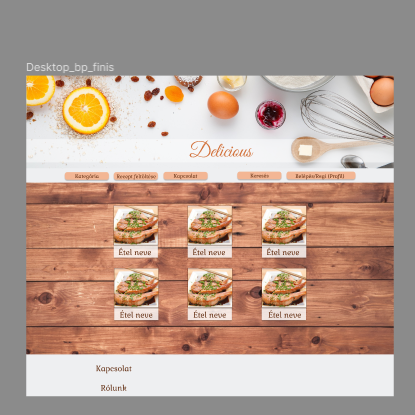 Desktop_bp_finis
Delicious
Kategória Recept feltöltése Kapcsolat Keresés Belépés/Regi (Profil)
Étel neve Étel neve Étel neve
Étel neve Étel neve Étel neve
Kapcsolat
Rólunk